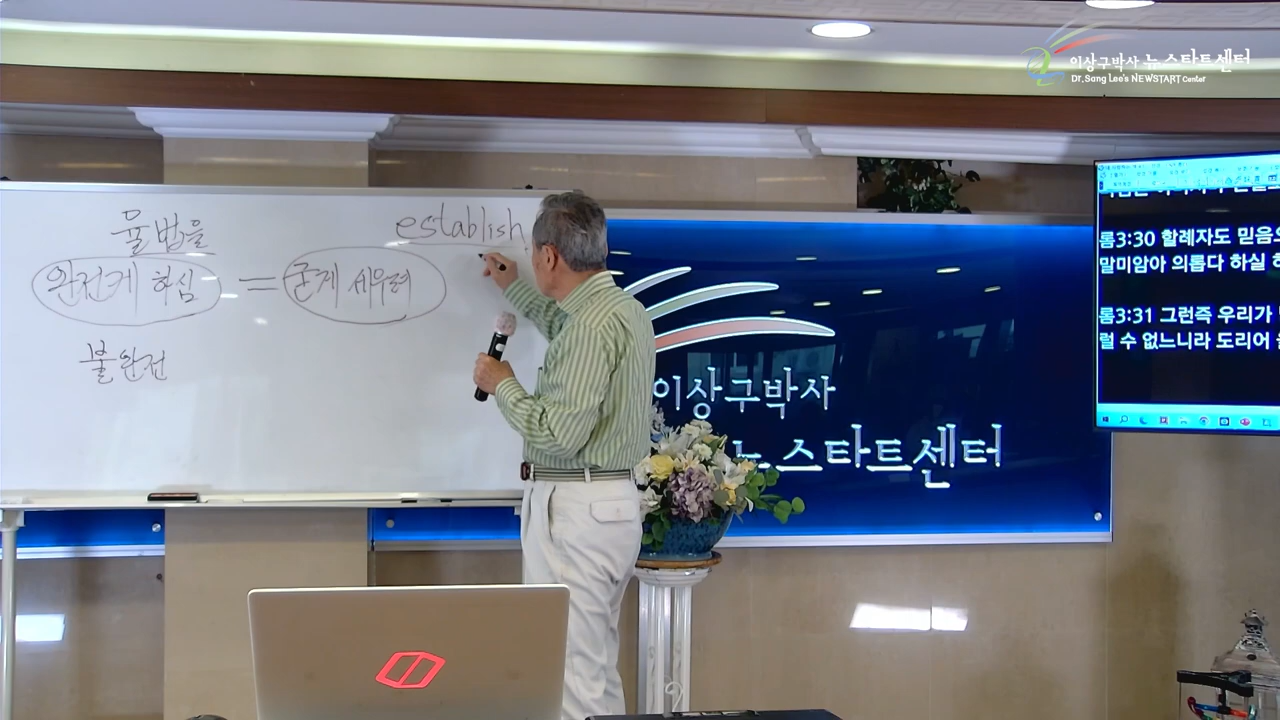 이상구박사 뉴스타트센터
Dr. Sang Lee's NEWSTART Center
율법을
establish
완전케 하심 = 굳게 세우려
불완전
롬3:30 할례자도 믿음으
말미암아 의롭다 하실 하
롬3:31 그런즉 우리가
럴 수 없느니라 도리어
이상구박사
뉴스타트센터